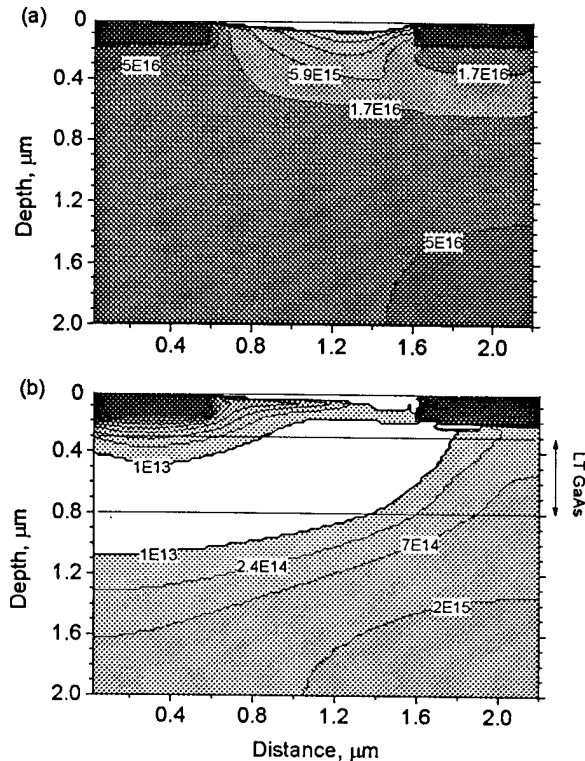 (a)
0
0.4
0.8
1.2
1.6
2.0
Depth, μm
5E16
5.9E15
1.7E16
1.7E16
5E16
0.4 0.8 1.2 1.6 2.0
(b)
0
0.4
0.8
1.2
1.6
2.0
Depth, μm
1E13
1E13
2.4E14
7E14
2E15
LT GaAs
0.4 0.8 1.2 1.6 2.0
Distance, μm